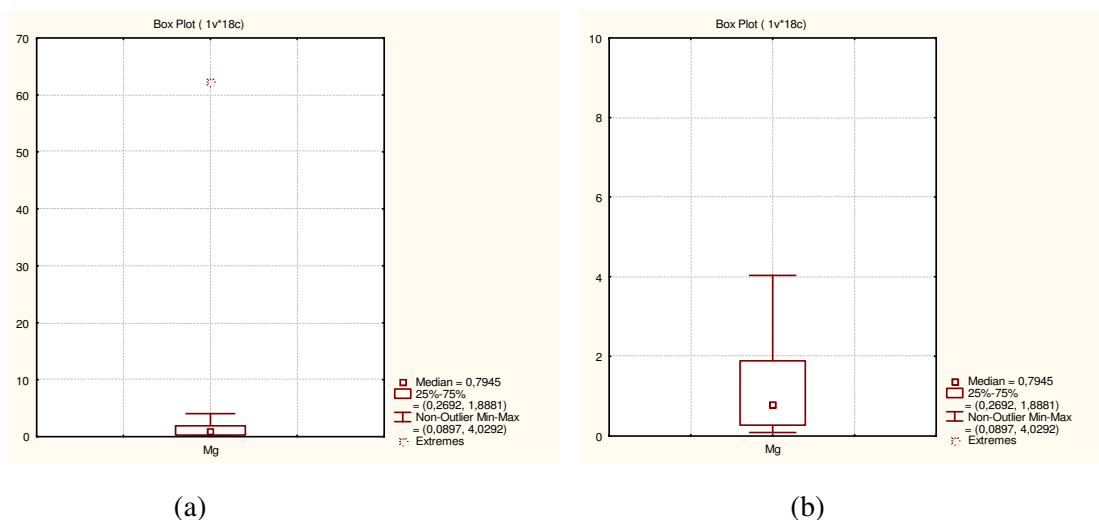 Box Plot ( 1v*18c)
70
60
50
40
30
20
10
0
Mg
Median = 0,7945
25%-75%
= (0,2692, 1,8881)
Non-Outlier Min-Max
= (0,0897, 4,0292)
Extremes
(a)
Box Plot ( 1v*18c)
10
8
6
4
2
0
Mg
Median = 0,7945
25%-75%
= (0,2692, 1,8881)
Non-Outlier Min-Max
= (0,0897, 4,0292)
Extremes
(b)